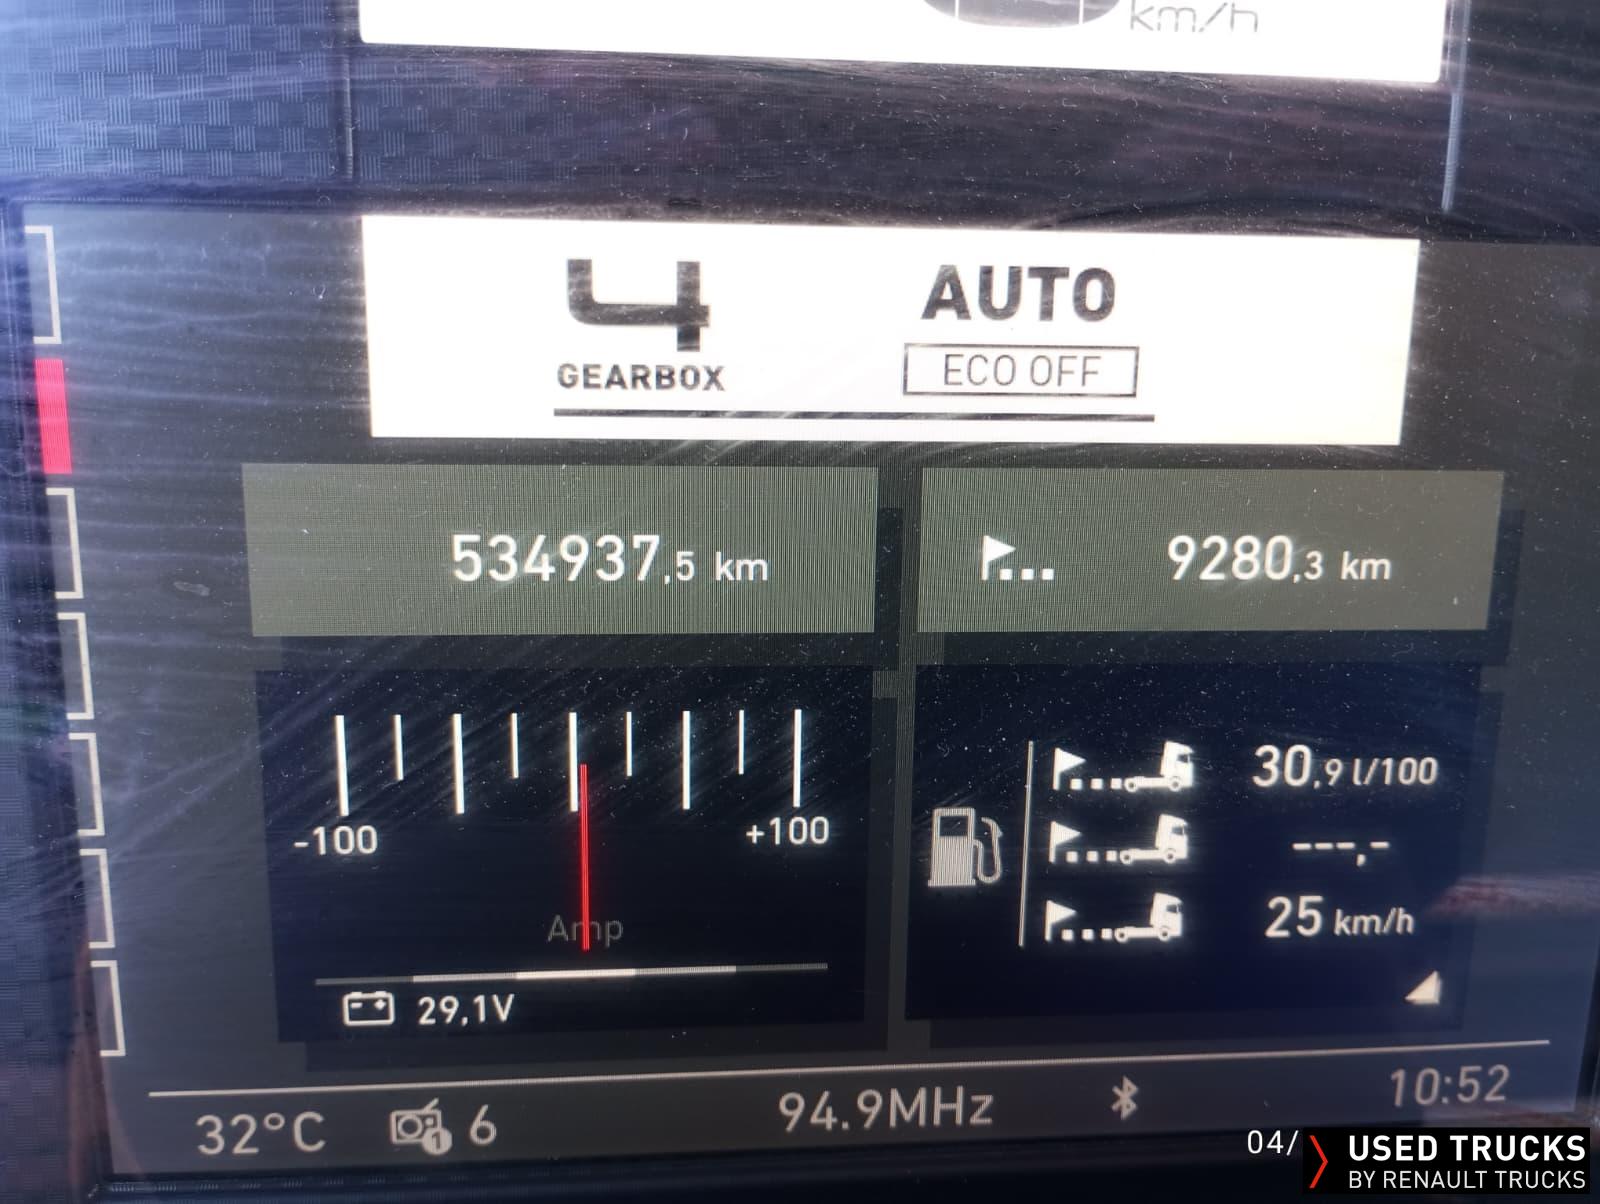 km/h
4 AUTO
GEARBOX ECO OFF
534937,5 km
9280,3 km
-100 +100
Amp
29,1V
30,9 l/100
---,-
25 km/h
32°C 1 6 94.9MHz 10:52
04/
USED TRUCKS
BY RENAULT TRUCKS